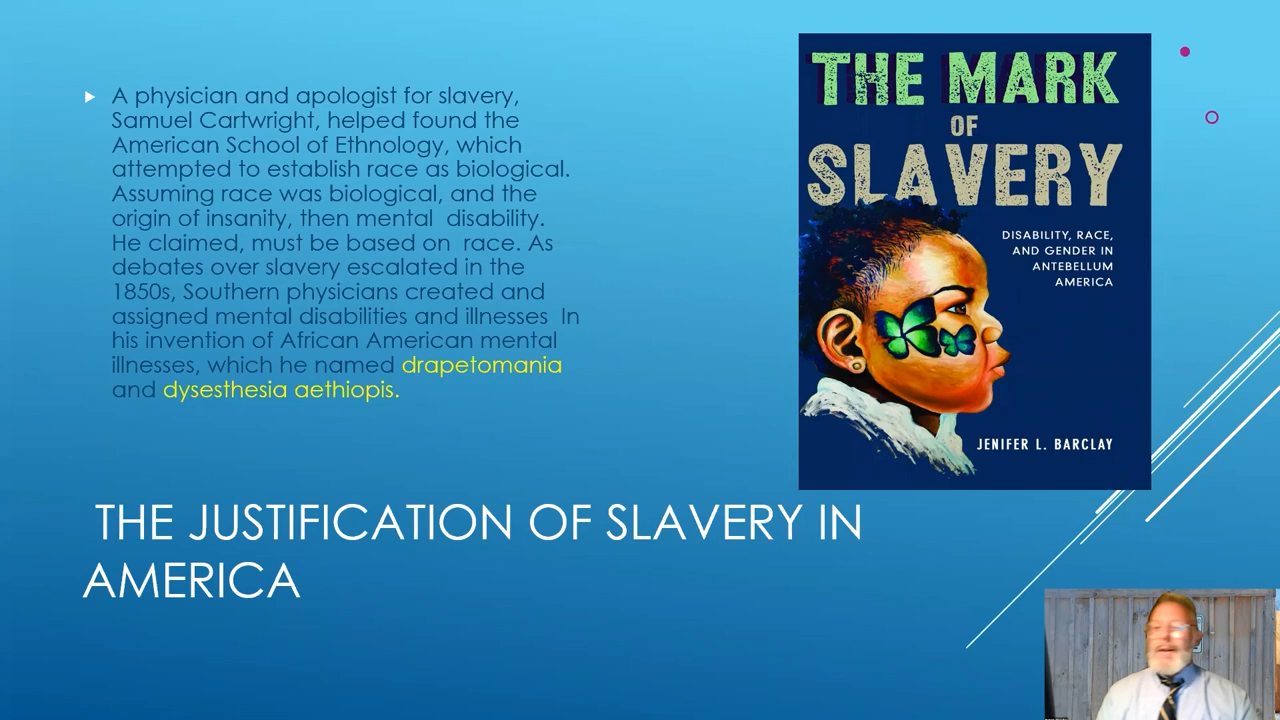 A physician and apologist for slavery,
Samuel Cartwright, helped found the
American School of Ethnology, which
attempted to establish race as biological.
Assuming race was biological, and the
origin of insanity, then mental  disability.
He claimed, must be based on  race. As
debates over slavery escalated in the
1850s, Southern physicians created and
assigned mental disabilities and illnesses  In
his invention of African American mental
illnesses, which he named drapetomania
and dysesthesia aethiopis.
THE MARK
OF
SLAVERY
DISABILITY, RACE,
AND GENDER IN
ANTEBELLUM
AMERICA
JENIFER L. BARCLAY
THE JUSTIFICATION OF SLAVERY IN
AMERICA